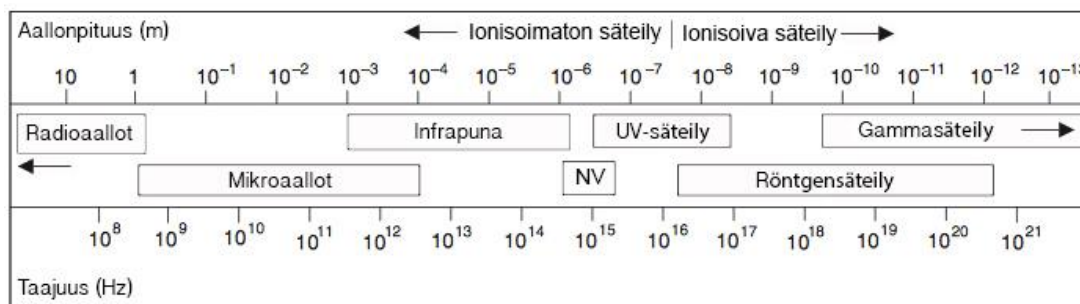 Aallonpituus (m) ← Ionisoimaton säteily Ionisoiva säteily →
10 1 10⁻¹ 10⁻² 10⁻³ 10⁻⁴ 10⁻⁵ 10⁻⁶ 10⁻⁷ 10⁻⁸ 10⁻⁹ 10⁻¹⁰ 10⁻¹¹ 10⁻¹² 10⁻¹³
Radioaallot Infrapuna UV-säteily Gammasäteily →
← Mikroaallot NV Röntgensäteily
10⁸ 10⁹ 10¹⁰ 10¹¹ 10¹² 10¹³ 10¹⁴ 10¹⁵ 10¹⁶ 10¹⁷ 10¹⁸ 10¹⁹ 10²⁰ 10²¹
Taajuus (Hz)